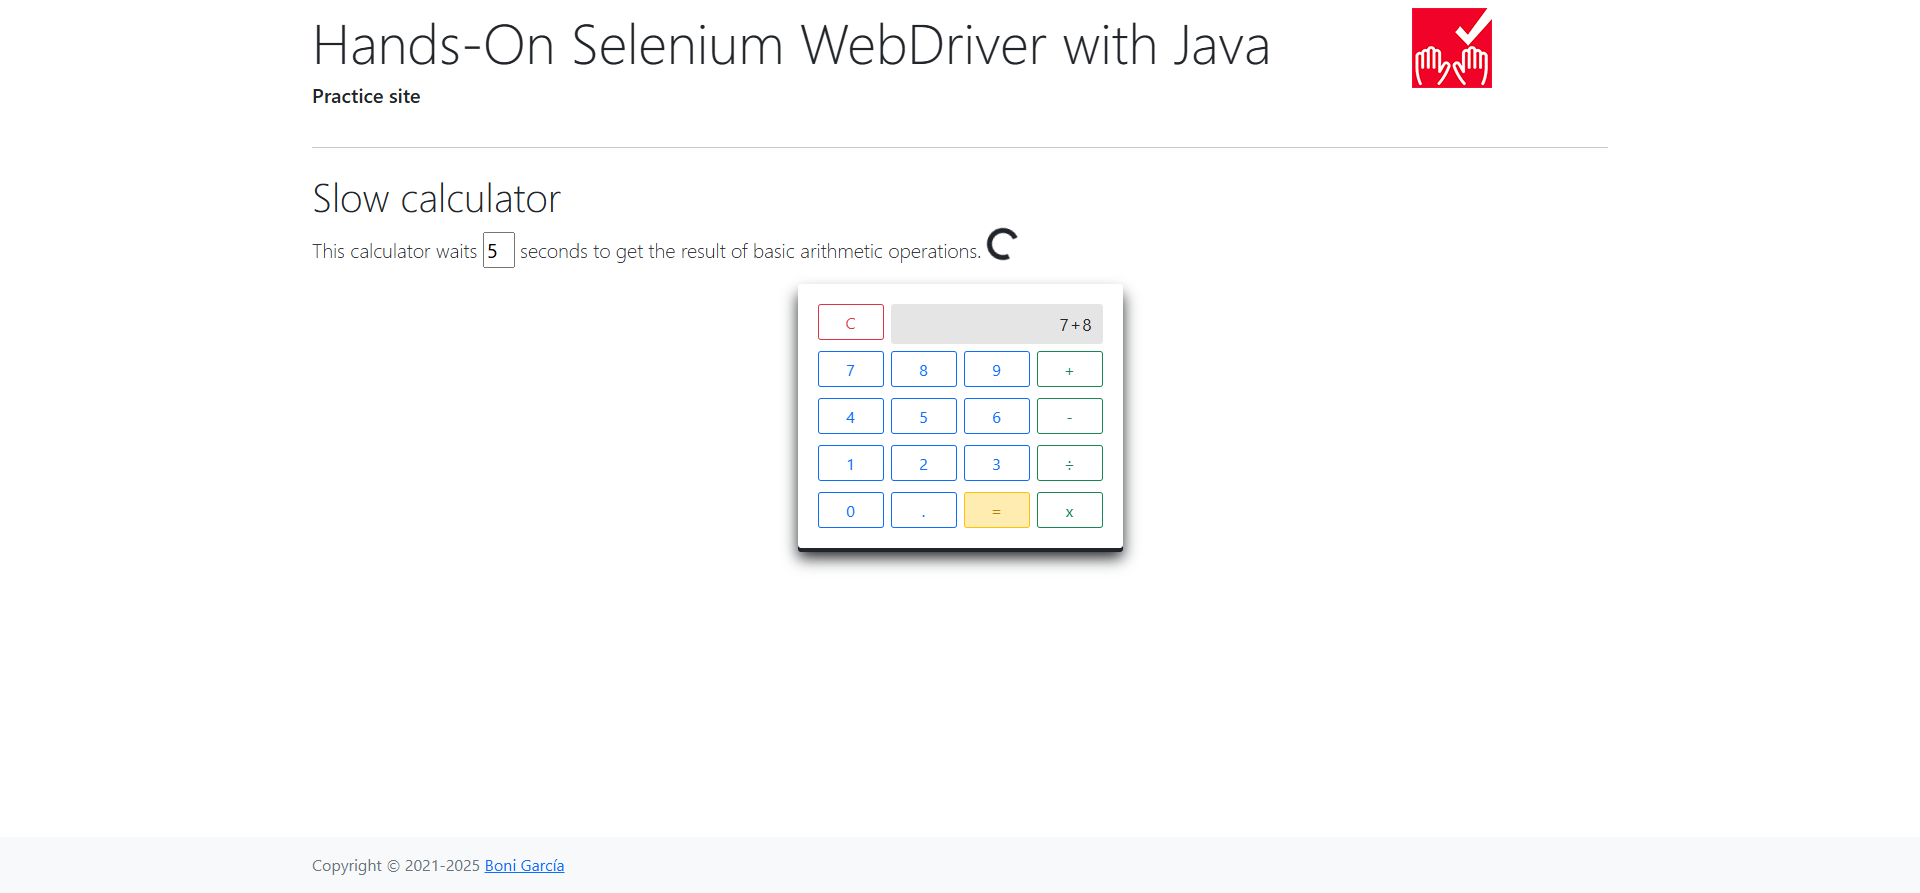 Hands-On Selenium WebDriver with Java
Practice site
Slow calculator
This calculator waits 5 seconds to get the result of basic arithmetic operations.
C 7+8
7 8 9 +
4 5 6 -
1 2 3 ÷
0 . = x
Copyright © 2021-2025 Boni García